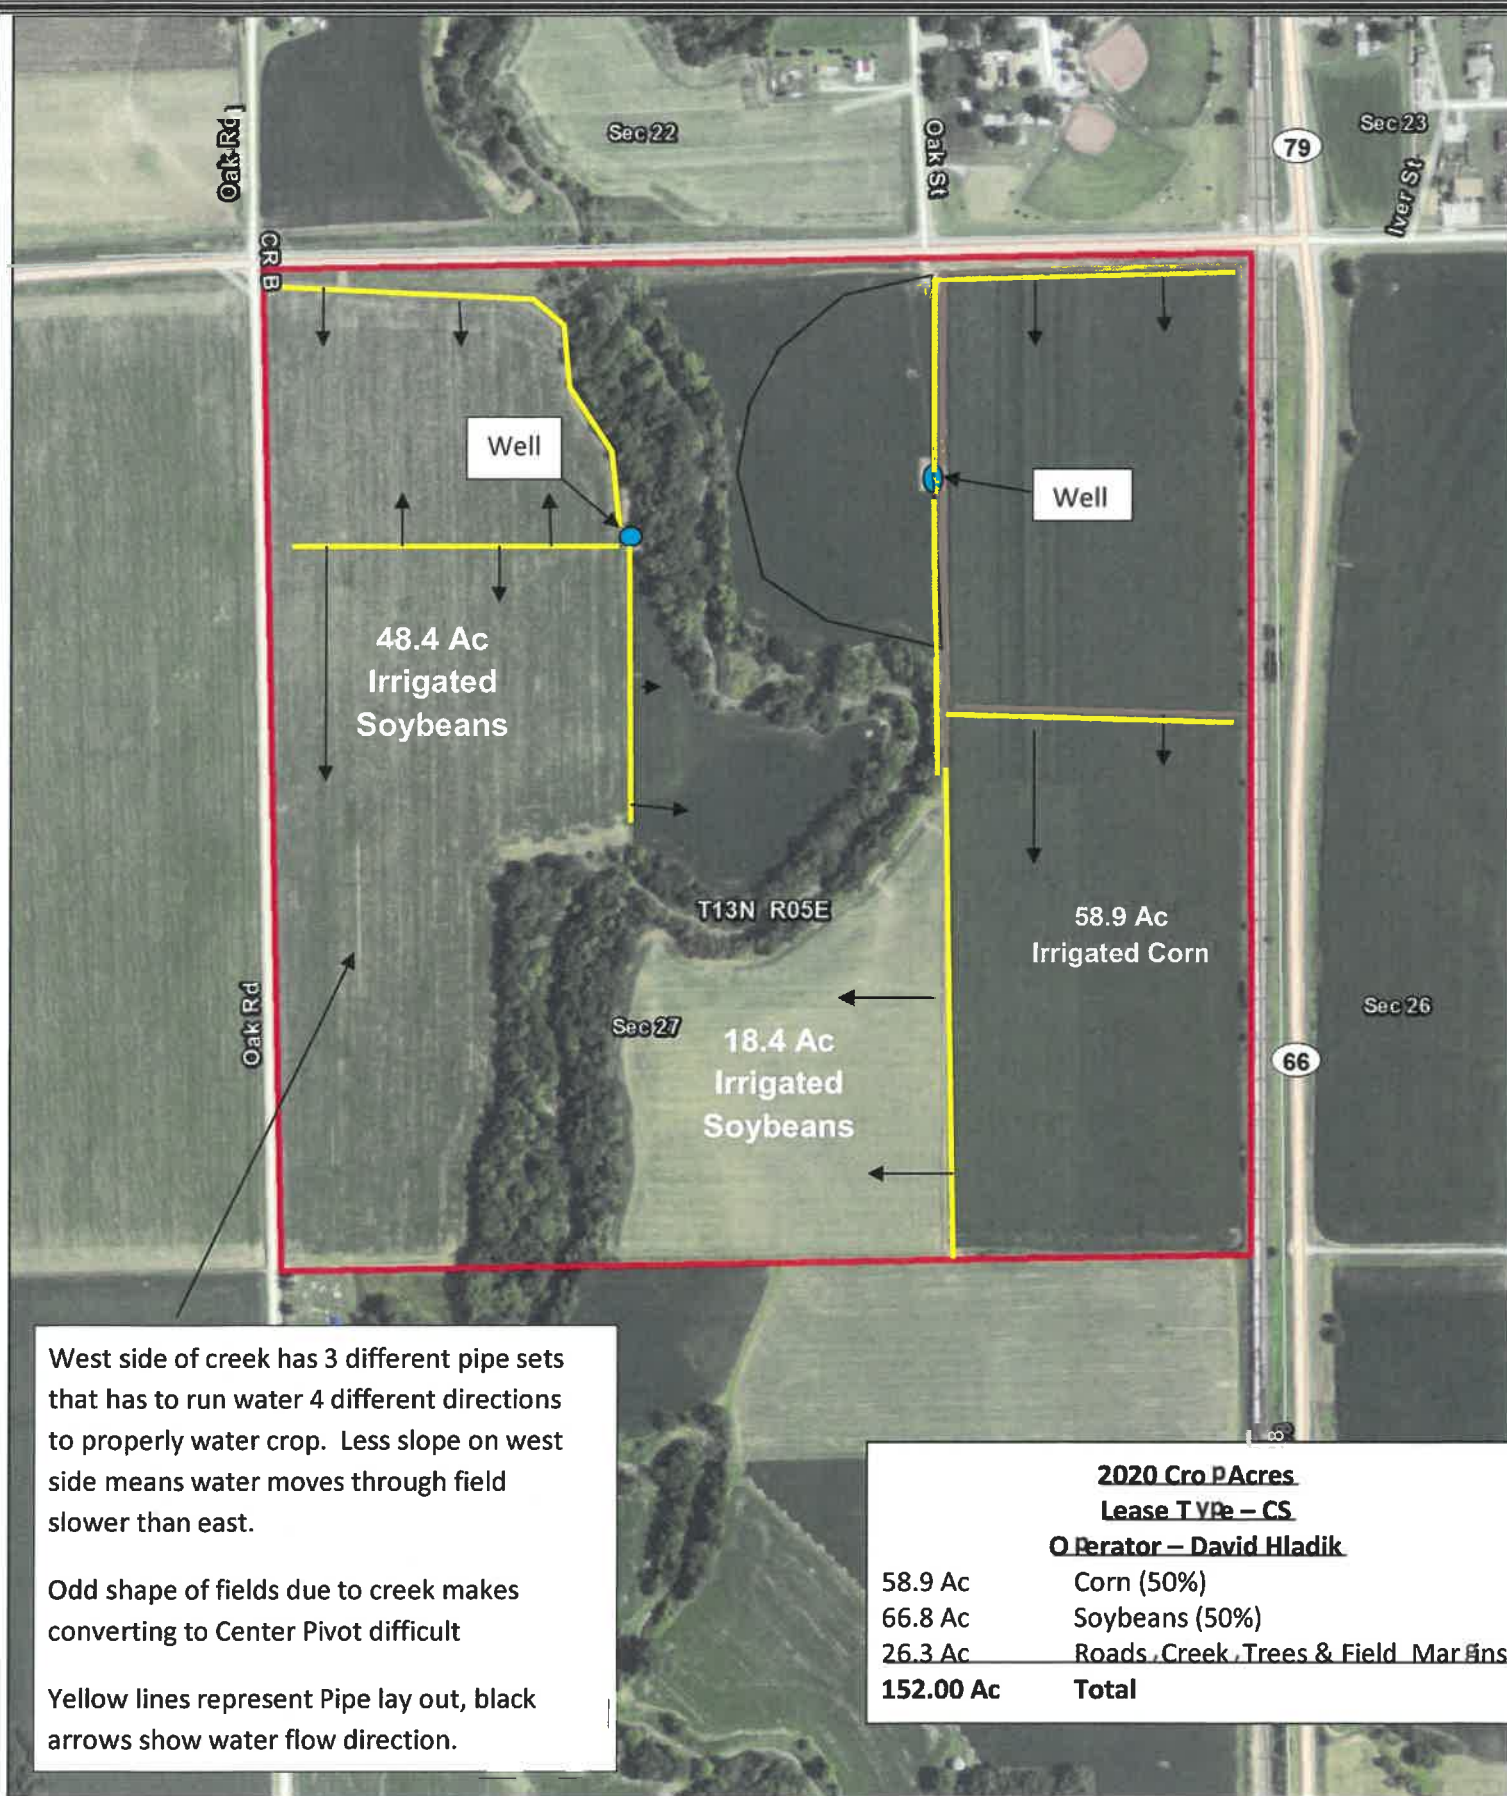 Oak Rd
Sec 22
Oak St
79
Sec 23
Iver St
CR B
Well
Well
48.4 Ac
Irrigated
Soybeans
T13N R05E
58.9 Ac
Irrigated Corn
Oak Rd
Sec 27
18.4 Ac
Irrigated
Soybeans
Sec 26
66
West side of creek has 3 different pipe sets
that has to run water 4 different directions
to properly water crop. Less slope on west
side means water moves through field
slower than east.
Odd shape of fields due to creek makes
converting to Center Pivot difficult
Yellow lines represent Pipe lay out, black
arrows show water flow direction.
2020 Crop Acres
Lease Type – CS
Operator – David Hladik
58.9 Ac Corn (50%)
66.8 Ac Soybeans (50%)
26.3 Ac Roads, Creek, Trees & Field Margins
152.00 Ac Total